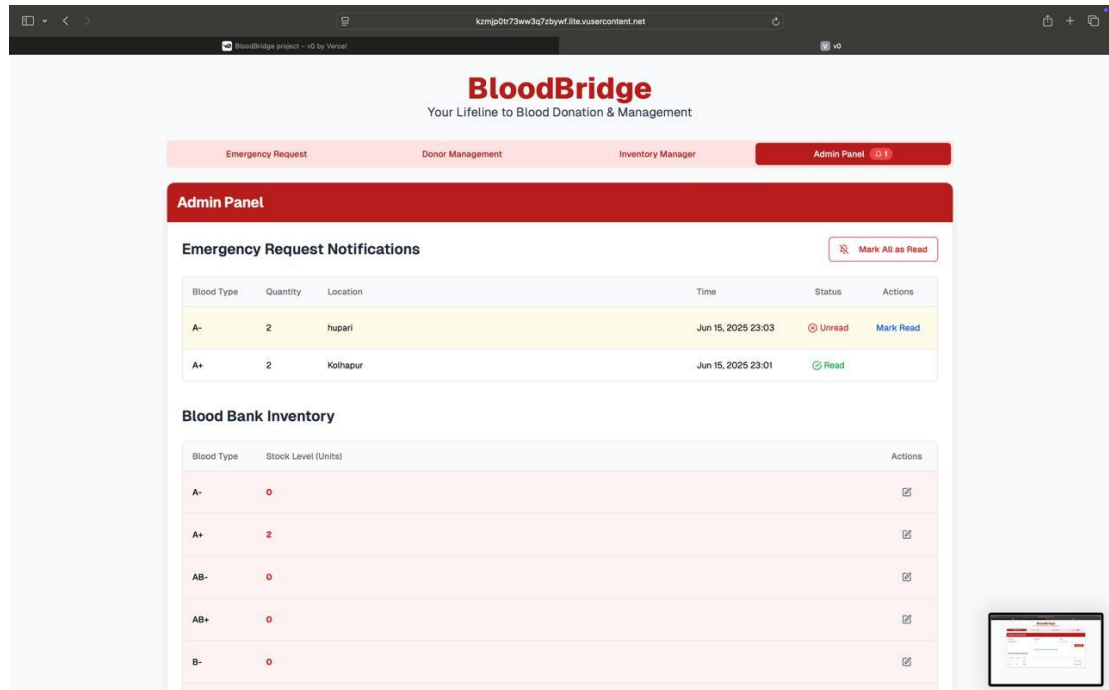 kzmjp0tr73ww3q7zbywf.lite.vusercontent.net
BloodBridge project – v0 by Vercel
v0
BloodBridge
Your Lifeline to Blood Donation & Management
Emergency Request Donor Management Inventory Manager Admin Panel 1
Admin Panel
Emergency Request Notifications
Mark All as Read
Blood Type Quantity Location Time Status Actions
A- 2 hupari Jun 15, 2025 23:03 Unread Mark Read
A+ 2 Kolhapur Jun 15, 2025 23:01 Read
Blood Bank Inventory
Blood Type Stock Level (Units) Actions
A- 0
A+ 2
AB- 0
AB+ 0
B- 0